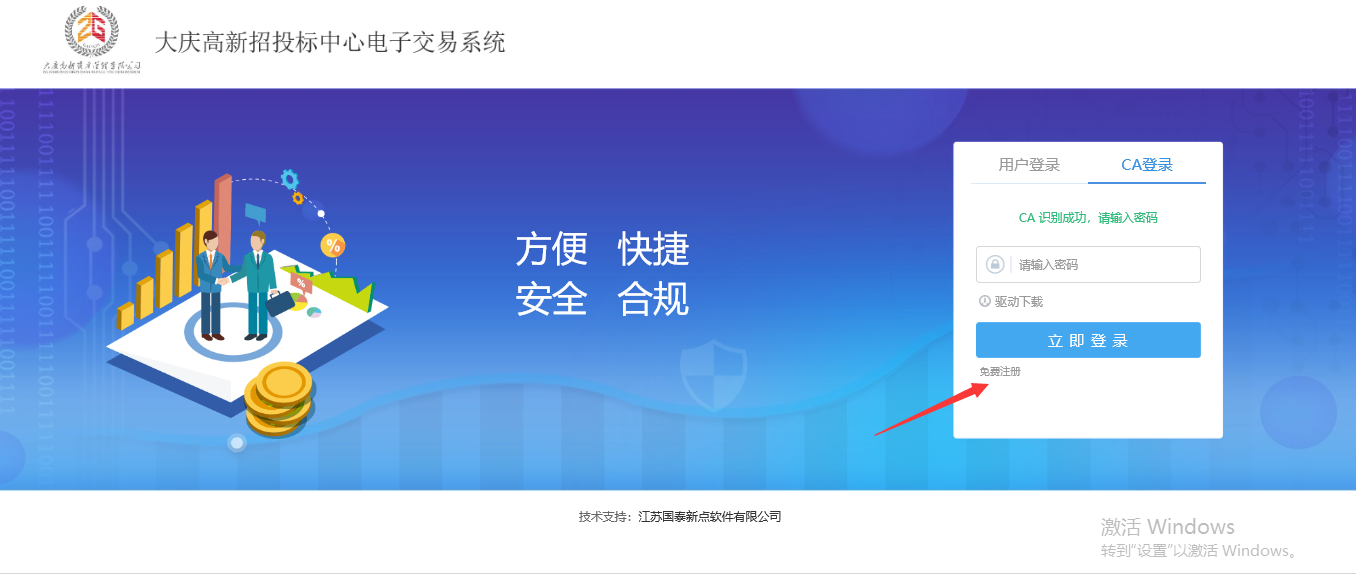 大庆高新招投标中心电子交易系统
用户登录
CA登录
CA 识别成功，请输入密码
方便 快捷
安全 合规
%
%
请输入密码
驱动下载
立即登录
免费注册
技术支持：江苏国泰新点软件有限公司
激活 Windows
转到“设置”以激活 Windows。